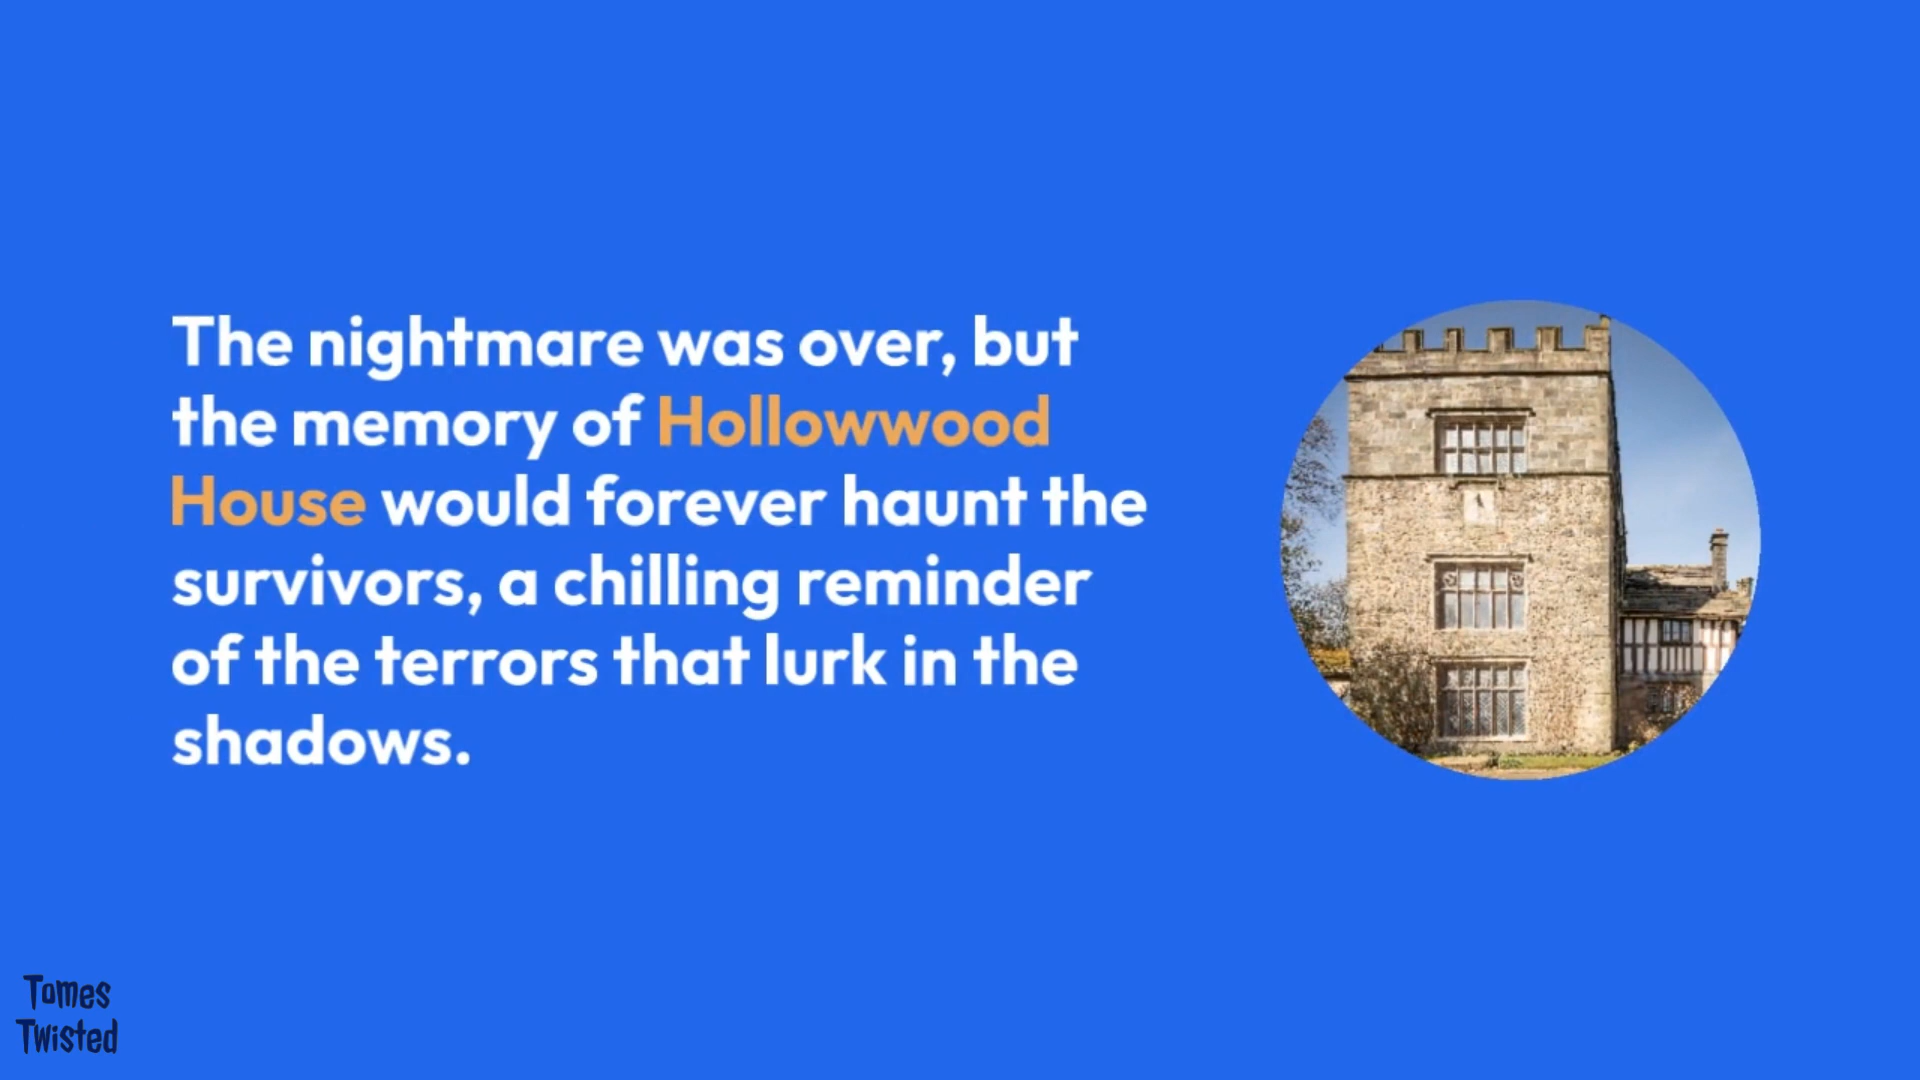 The nightmare was over, but
the memory of Hollowwood
House would forever haunt the
survivors, a chilling reminder
of the terrors that lurk in the
shadows.
Tomes
Twisted